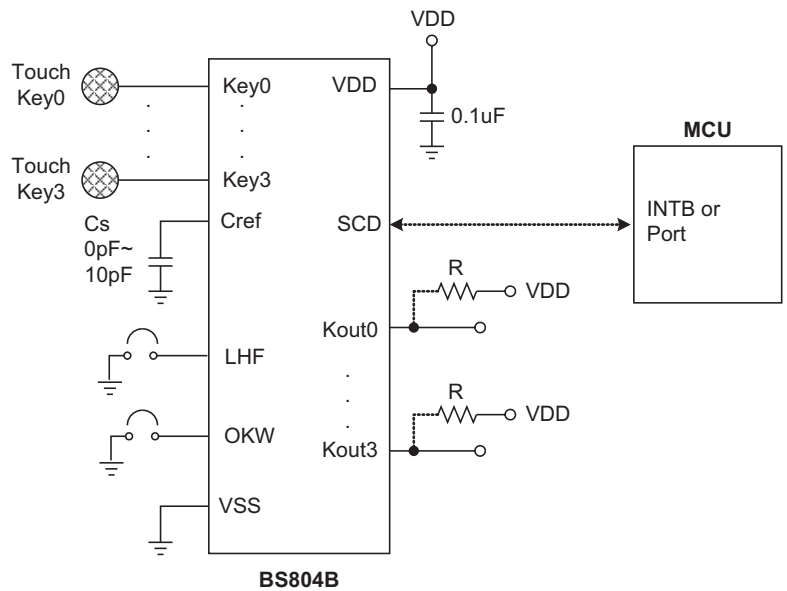 VDD
Touch
Key0
Key0
VDD
0.1uF
MCU
Touch
Key3
Key3
INTB or
Port
Cs
0pF~
10pF
Cref
SCD
R
VDD
Kout0
LHF
R
VDD
OKW
Kout3
VSS
BS804B